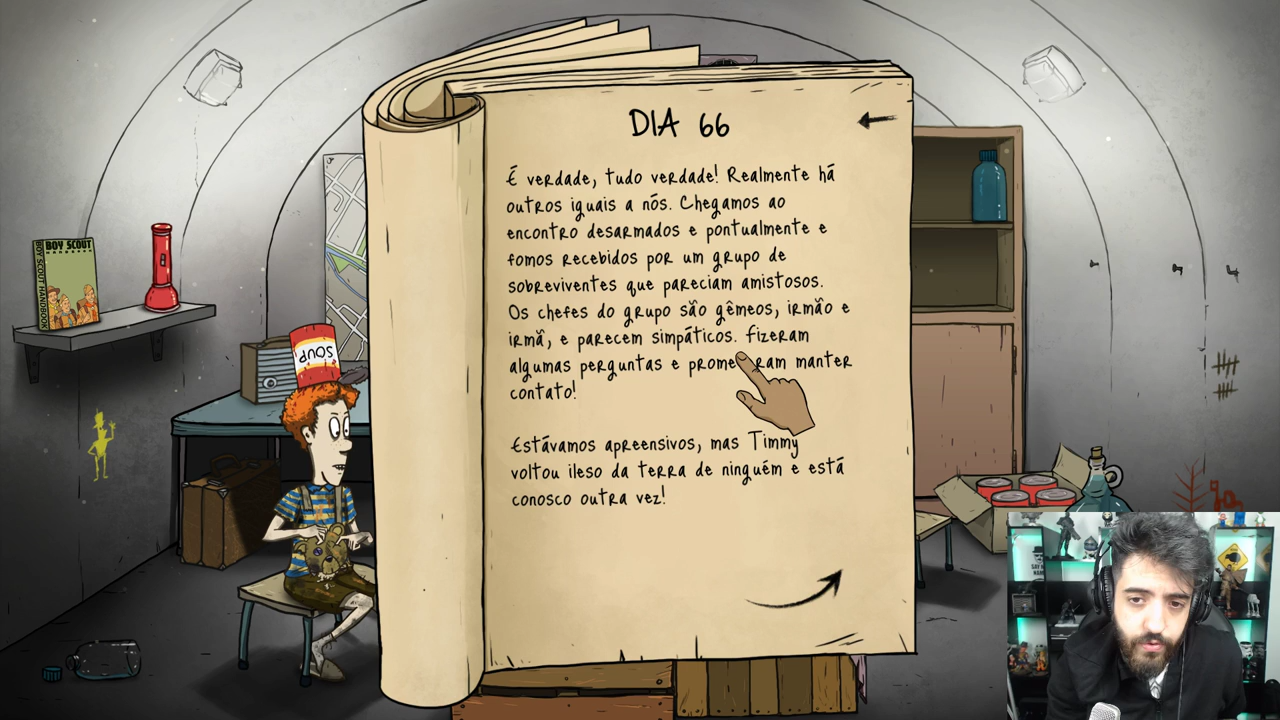 DIA 66
É verdade, tudo verdade! Realmente há
outros iguais a nós. Chegamos ao
encontro desarmados e pontualmente e
fomos recebidos por um grupo de
sobreviventes que pareciam amistosos.
Os chefes do grupo são gêmeos, irmão e
irmã, e parecem simpáticos. Fizeram
algumas perguntas e manter
contato!
Estávamos apreensivos, mas Timmy
voltou ileso da terra de ninguém e está
conosco outra vez!
BOY SCOUT
BOY SCOUT HANDBOOK
SOUP